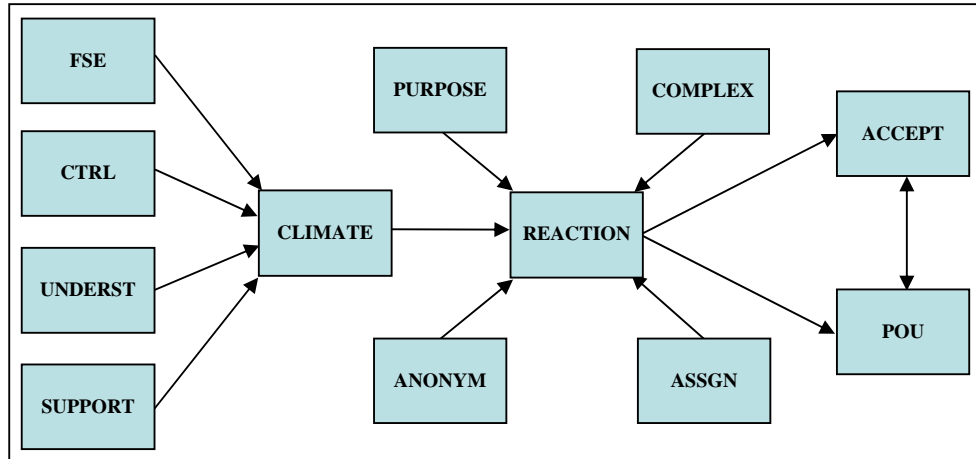 FSE
CTRL
UNDERST
SUPPORT
CLIMATE
PURPOSE
ANONYM
REACTION
COMPLEX
ASSGN
ACCEPT
POU